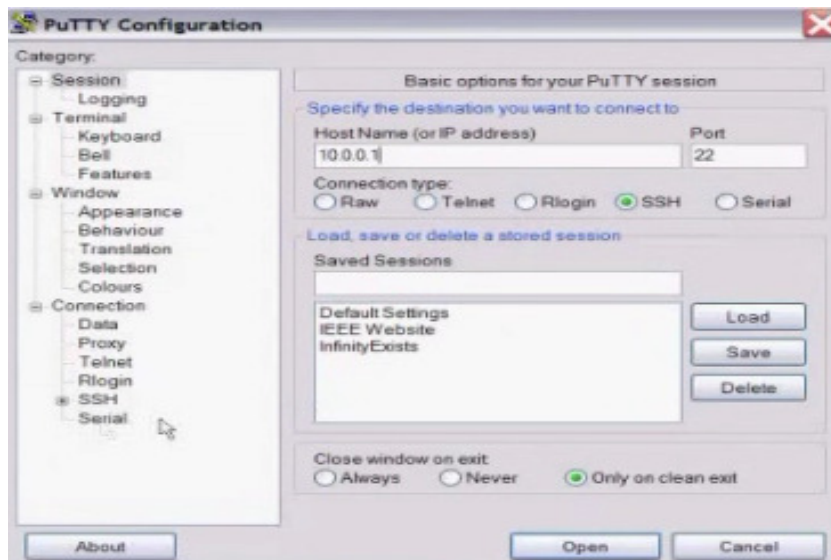 PuTTY Configuration
Category:
Session
Logging
Terminal
Keyboard
Bell
Features
Window
Appearance
Behaviour
Translation
Selection
Colours
Connection
Data
Proxy
Telnet
Rlogin
SSH
Serial
Basic options for your PuTTY session
Specify the destination you want to connect to
Host Name (or IP address) Port
10.0.0.1 22
Connection type:
Raw Telnet Rlogin SSH Serial
Load, save or delete a stored session
Saved Sessions
Default Settings
IEEE Website
InfinityExists
Load
Save
Delete
Close window on exit
Always Never Only on clean exit
About Open Cancel